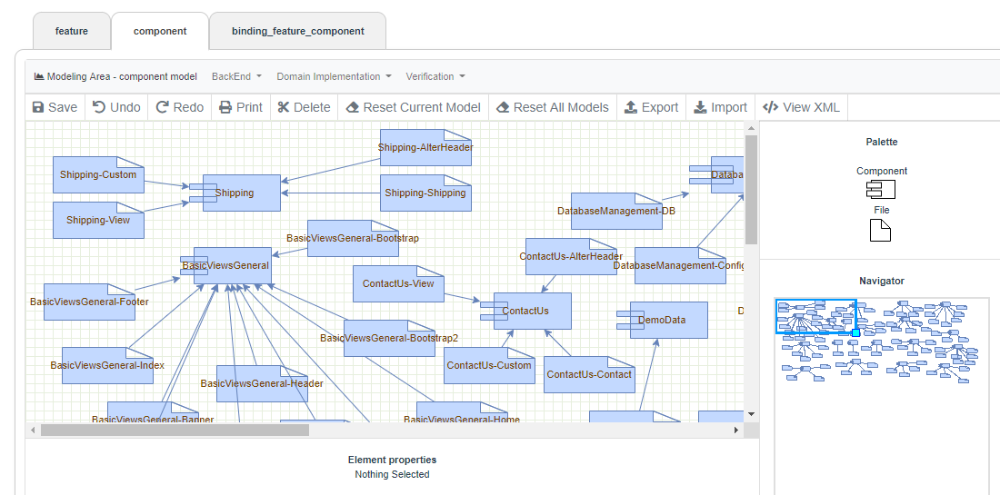 feature
component
binding_feature_component
Modeling Area - component model
BackEnd
Domain Implementation
Verification
Save
Undo
Redo
Print
Delete
Reset Current Model
Reset All Models
Export
Import
View XML
Shipping-AlterHeader
Shipping-Custom
Shipping
Shipping-Shipping
Shipping-View
Databa
DatabaseManagement-DB
BasicViewsGeneral-Bootstrap
BasicViewsGeneral
ContactUs-AlterHeader
DatabaseManagement-Config
ContactUs-View
BasicViewsGeneral-Footer
ContactUs
DemoData
D
BasicViewsGeneral-Bootstrap2
BasicViewsGeneral-Index
ContactUs-Custom
ContactUs-Contact
BasicViewsGeneral-Header
BasicViewsGeneral-Banner
BasicViewsGeneral-Home
Palette
Component
File
Navigator
Element properties
Nothing Selected